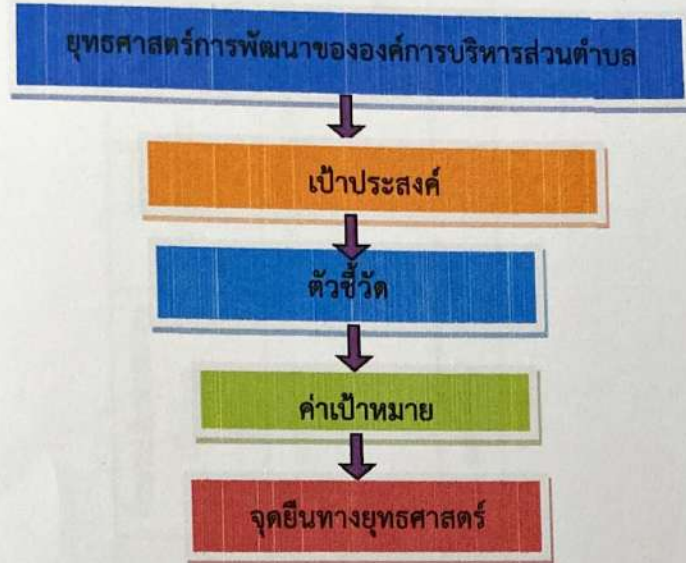 ยุทธศาสตร์การพัฒนาขององค์การบริหารส่วนตำบล
เป้าประสงค์
ตัวชี้วัด
ค่าเป้าหมาย
จุดยืนทางยุทธศาสตร์